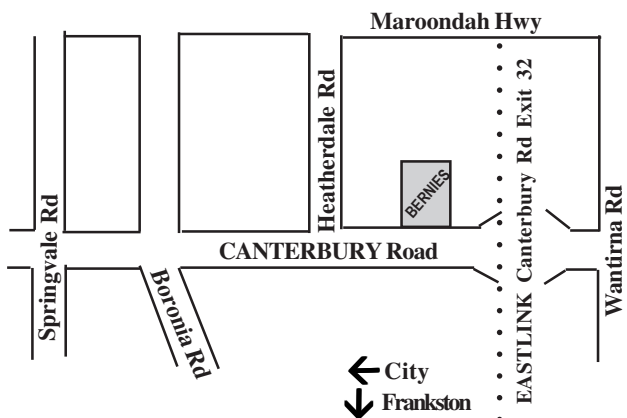 Maroondah Hwy
Springvale Rd
Heatherdale Rd
EASTLINK Canterbury Rd Exit 32
Wantirna Rd
BERNIES
CANTERBURY Road
Boronia Rd
City
Frankston